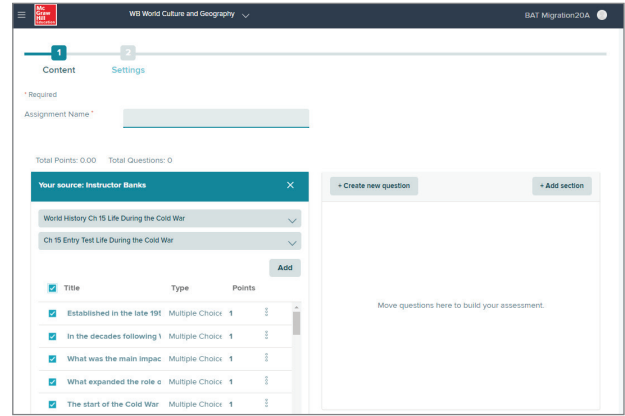 Mc
Graw
Hill
Education
WB World Culture and Geography
BAT Migration20A
1
2
Content
Settings
* Required
Assignment Name *
Total Points: 0.00 Total Questions: 0
Your source: Instructor Banks
+ Create new question
+ Add section
World History Ch 15 Life During the Cold War
Ch 15 Entry Test Life During the Cold War
Add
Title Type Points
Established in the late 195 Multiple Choice 1
In the decades following Multiple Choice 1
What was the main impac Multiple Choice 1
What expanded the role o Multiple Choice 1
The start of the Cold War Multiple Choice 1
Move questions here to build your assessment.